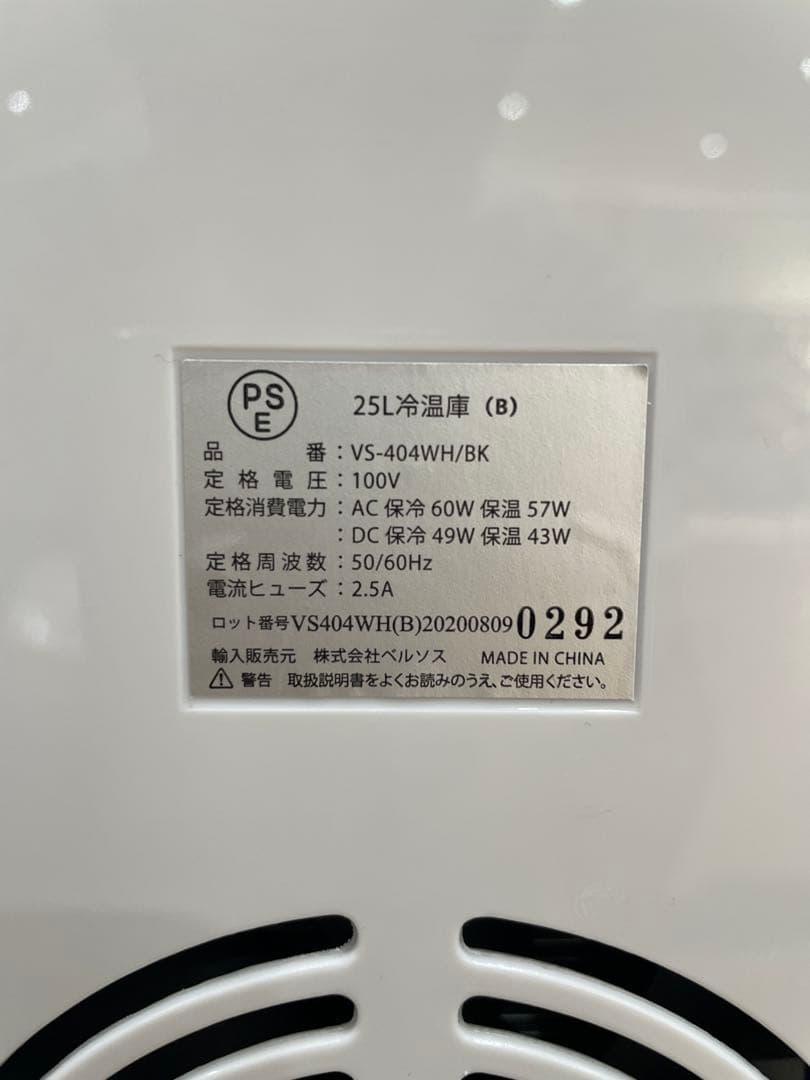 PSE
25L冷温庫（B）
品番：VS-404WH/BK
定格電圧：100V
定格消費電力：AC 保冷 60W 保温 57W
：DC 保冷 49W 保温 43W
定格周波数：50/60Hz
電流ヒューズ：2.5A
ロット番号VS404WH(B)20200809 0292
輸入販売元　株式会社ベルソス　MADE IN CHINA
⚠ 警告　取扱説明書をよくお読みのうえ、ご使用ください。